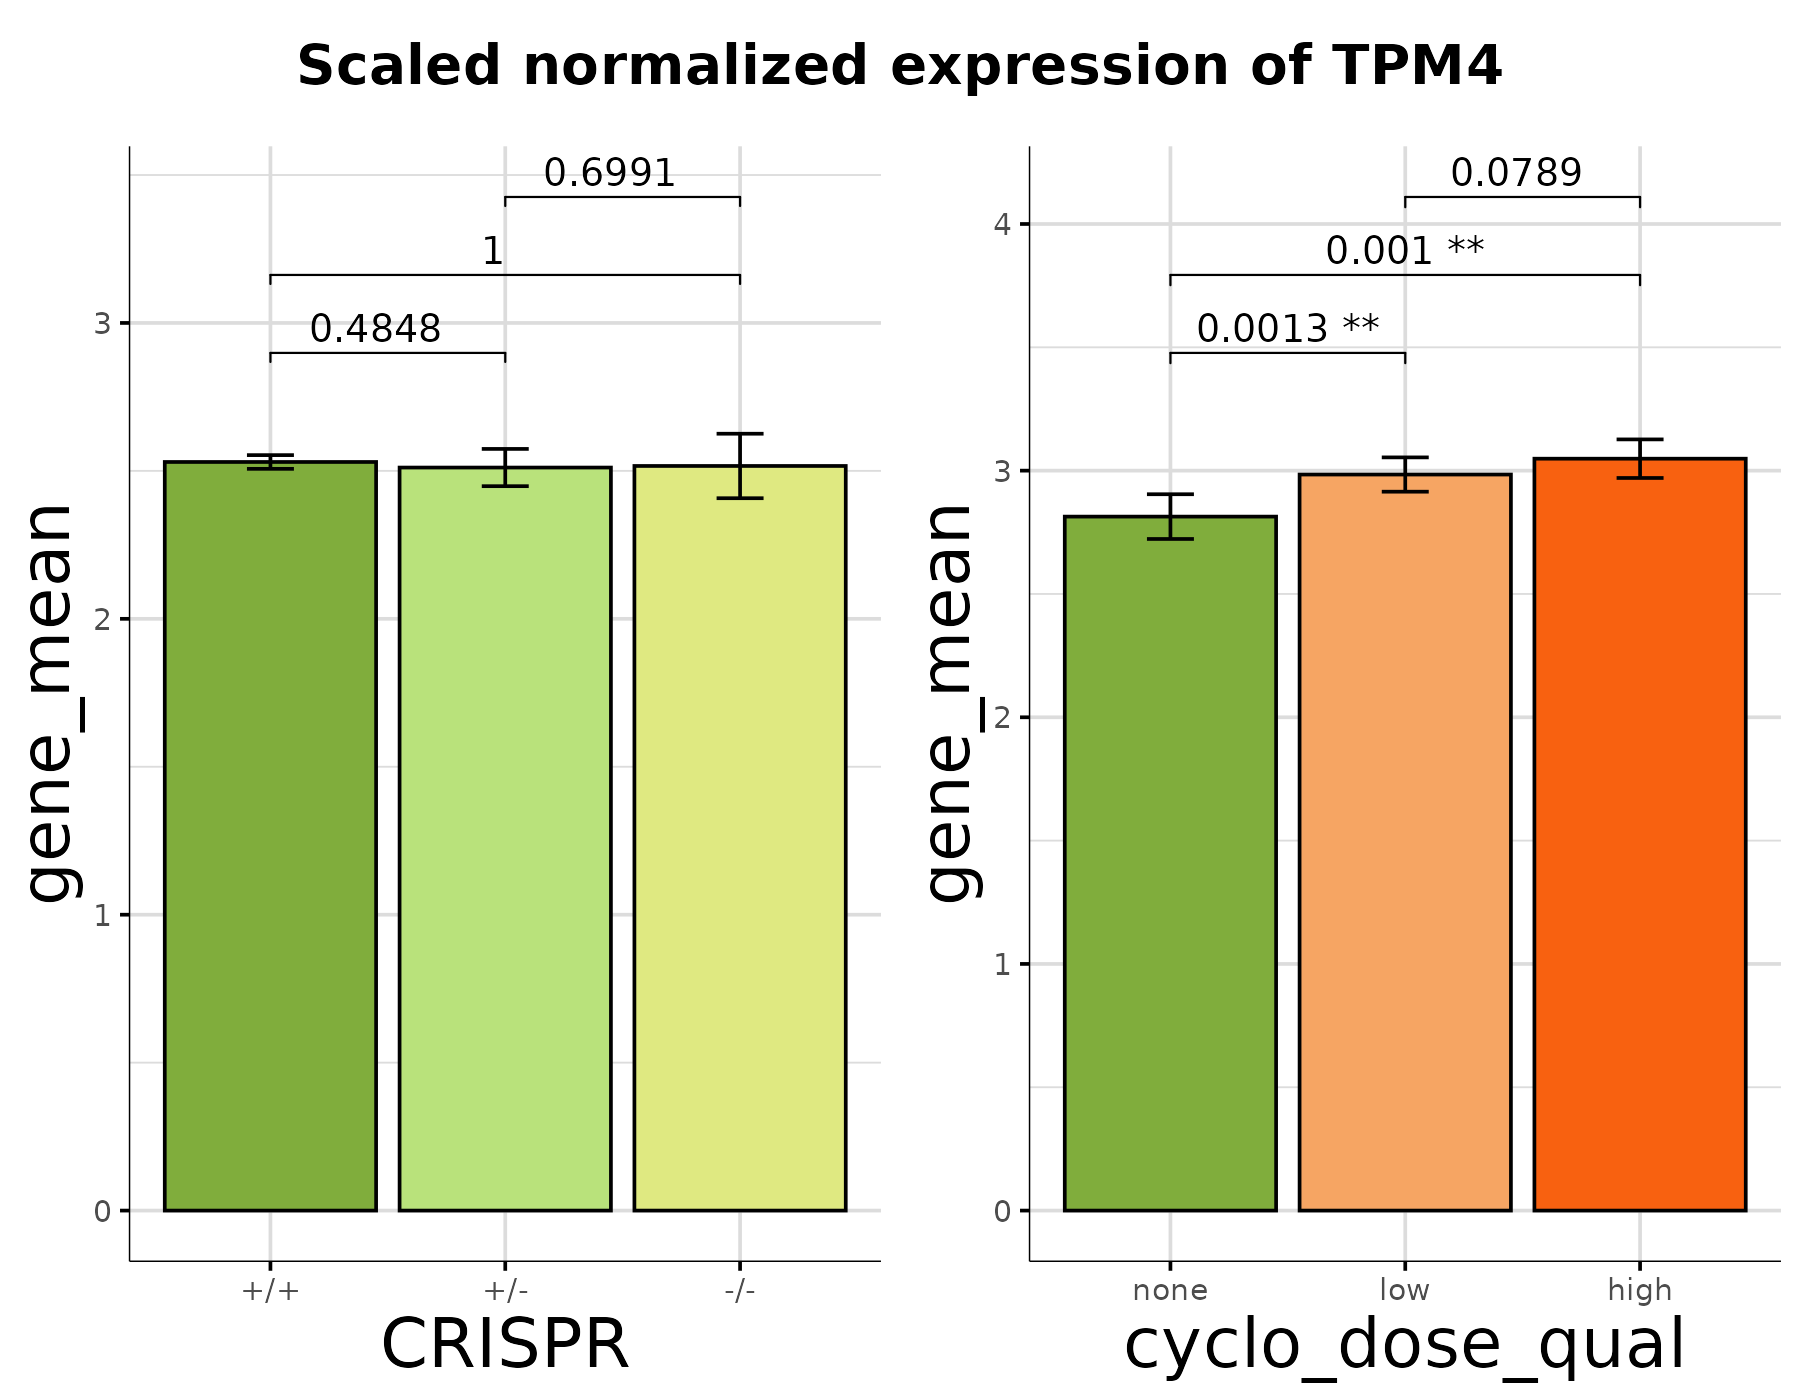 Scaled normalized expression of TPM4
gene_mean
0.6991
1
0.4848
3
2
1
0
+/+
+/-
-/-
CRISPR
gene_mean
0.0789
0.001 **
0.0013 **
4
3
2
1
0
none
low
high
cyclo_dose_qual